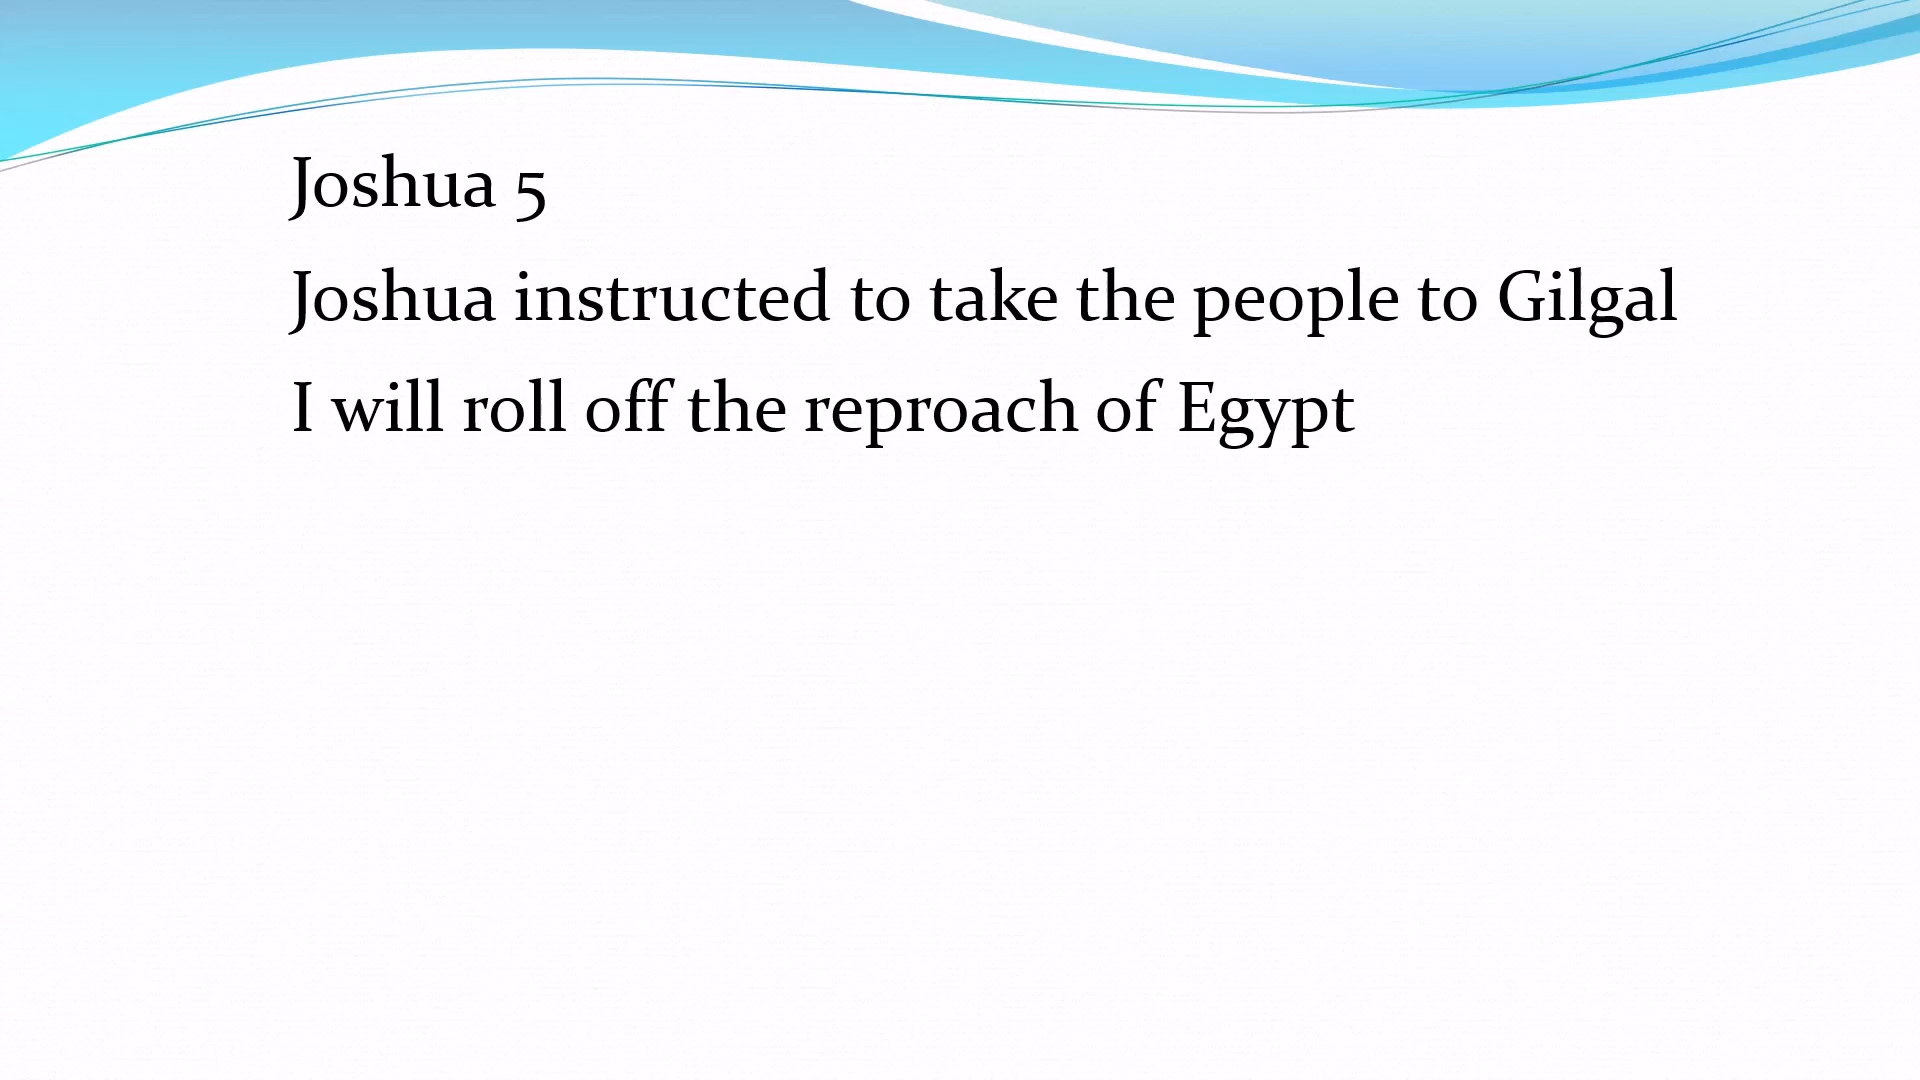 Joshua 5
Joshua instructed to take the people to Gilgal
I will roll off the reproach of Egypt